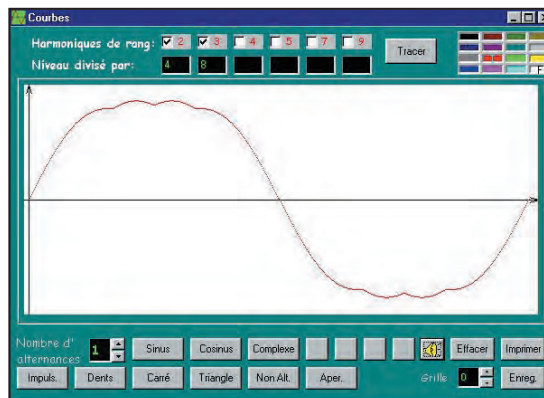 Courbes
Harmoniques de rang: 2 3 4 5 7 9
Niveau divisé par: 4 8
Tracer
F
Nombre d'
alternances 1 Sinus Cosinus Complexe Effacer Imprimer
Impuls. Dents Carré Triangle Non Alt. Aper. Grille 0 Enreg.